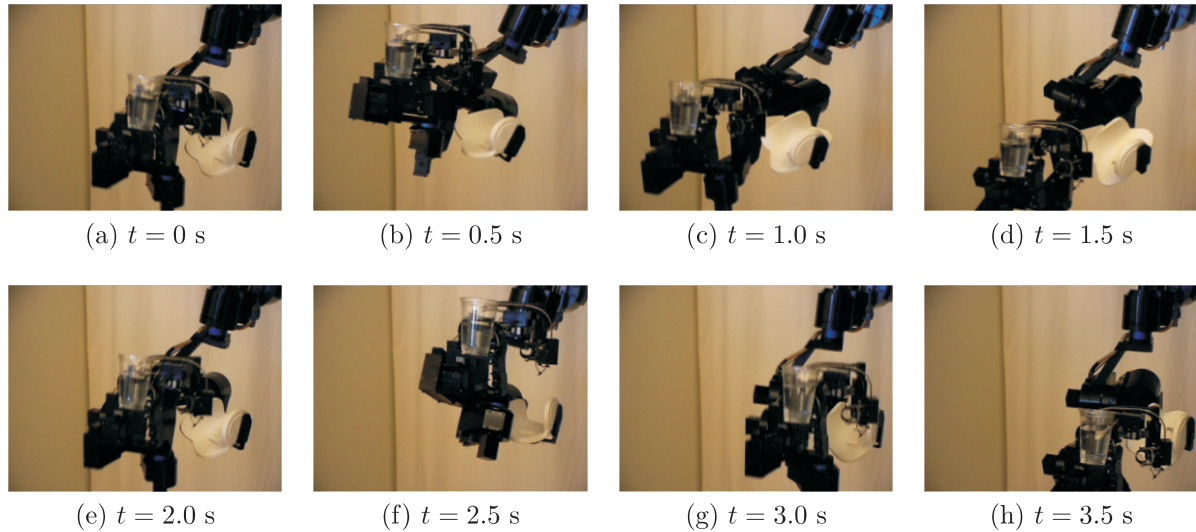 (a) t = 0 s
(b) t = 0.5 s
(c) t = 1.0 s
(d) t = 1.5 s
(e) t = 2.0 s
(f) t = 2.5 s
(g) t = 3.0 s
(h) t = 3.5 s